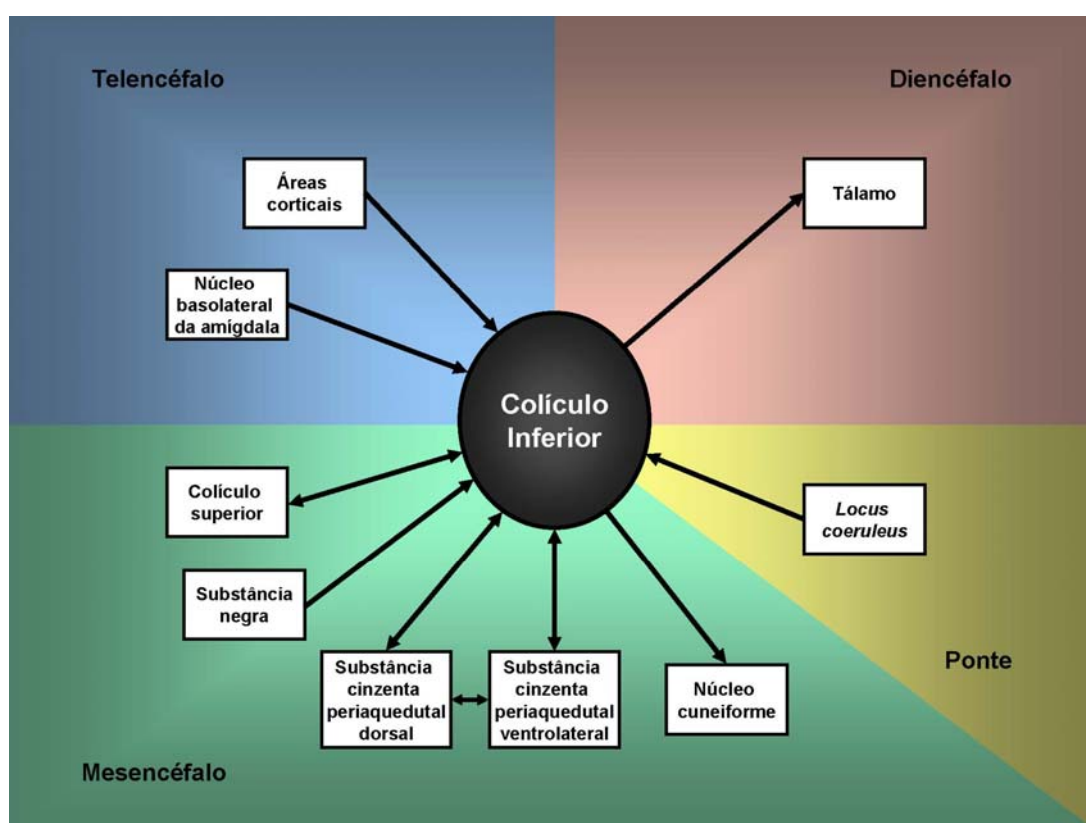 Telencéfalo
Diencéfalo
Áreas
corticais
Tálamo
Núcleo
basolateral
da amígdala
Colículo
Inferior
Colículo
superior
Locus
coeruleus
Substância
negra
Substância
cinzenta
periaquedutal
dorsal
Substância
cinzenta
periaquedutal
ventrolateral
Núcleo
cuneiforme
Ponte
Mesencéfalo